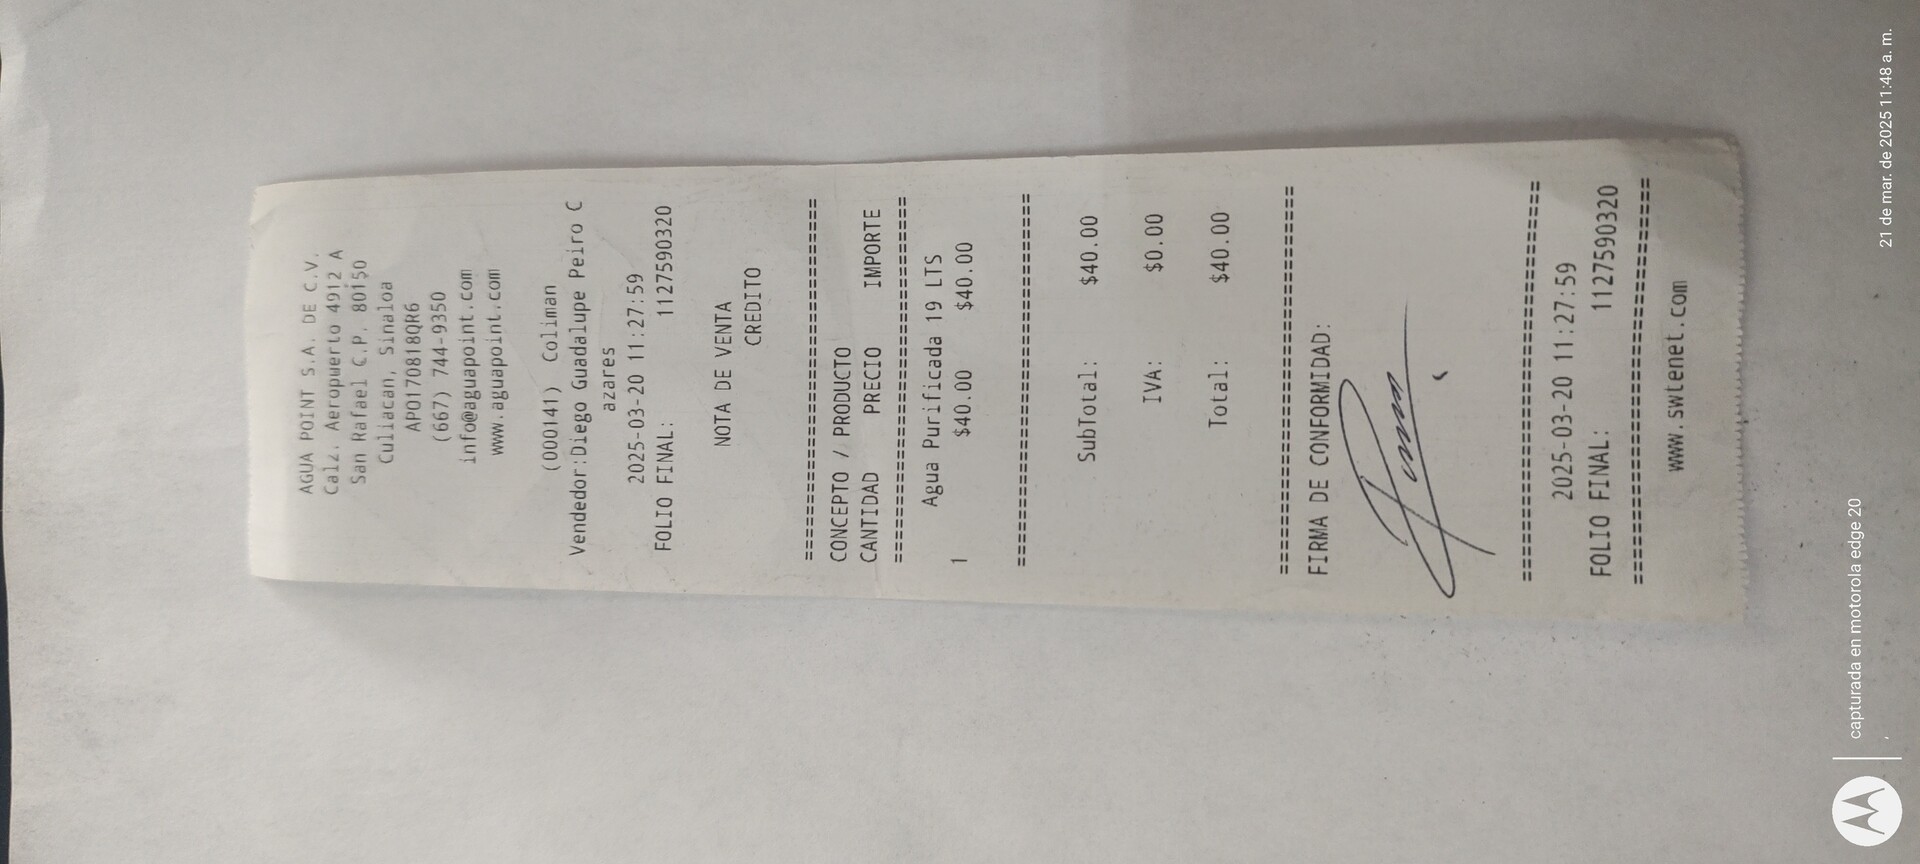 AGUA POINT S.A. DE C.V.
Calz. Aeropuerto 4912 A
San Rafael C.P. 80150
Culiacan, Sinaloa
APO170818QR6
(667) 744-9350
info@aguapoint.com
www.aguapoint.com
(000141) Coliman
Vendedor:Diego Guadalupe Peiro C
azares
2025-03-20 11:27:59
FOLIO FINAL: 1127590320
NOTA DE VENTA
CREDITO
CONCEPTO / PRODUCTO
CANTIDAD PRECIO IMPORTE
Agua Purificada 19 LTS
1 $40.00 $40.00
SubTotal: $40.00
IVA: $0.00
Total: $40.00
FIRMA DE CONFORMIDAD:
2025-03-20 11:27:59
FOLIO FINAL: 1127590320
www.swtenet.com
capturada en motorola edge 20
21 de mar. de 2025 11:48 a. m.